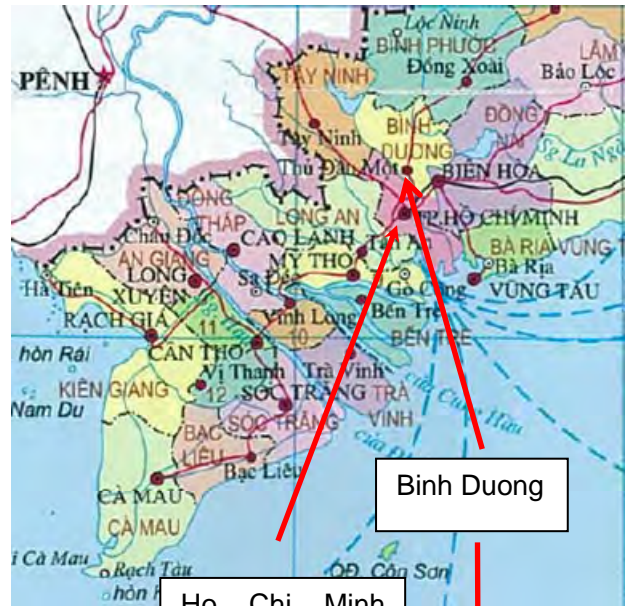 Lộc Ninh
BÌNH PHƯỚC
Đồng Xoài
LÂM
Bảo Lộc
PÊNH
TÂY NINH
Tây Ninh
BÌNH
DƯƠNG
ĐỒNG
Thủ Dầu Một
BIÊN HÒA
Sg La Ngà
ĐỒNG
THÁP
LONG AN
TP.HỒ CHÍ MINH
Châu Đốc
CAO LÃNH
Tân An
AN GIANG
MỸ THO
BÀ RỊA VŨNG T
Bà Rịa
Hà Tiên
LONG
XUYÊN
Sa Đéc
Gò Công
VŨNG TÀU
RẠCH GIÁ
11
Vĩnh Long
Bến Tre
10
BẾN TRE
hòn Rái
CẦN THƠ
Vị Thanh
Trà Vinh
KIÊN GIANG
12
SÓC TRĂNG
TRÀ
VINH
Nam Du
SÓC TRĂNG
BẠC
LIÊU
Bạc Liêu
Binh Duong
CÀ MAU
CÀ MAU
i Cà Mau
Rạch Tàu
QĐ. Côn Sơn
hòn
Ho Chi Minh